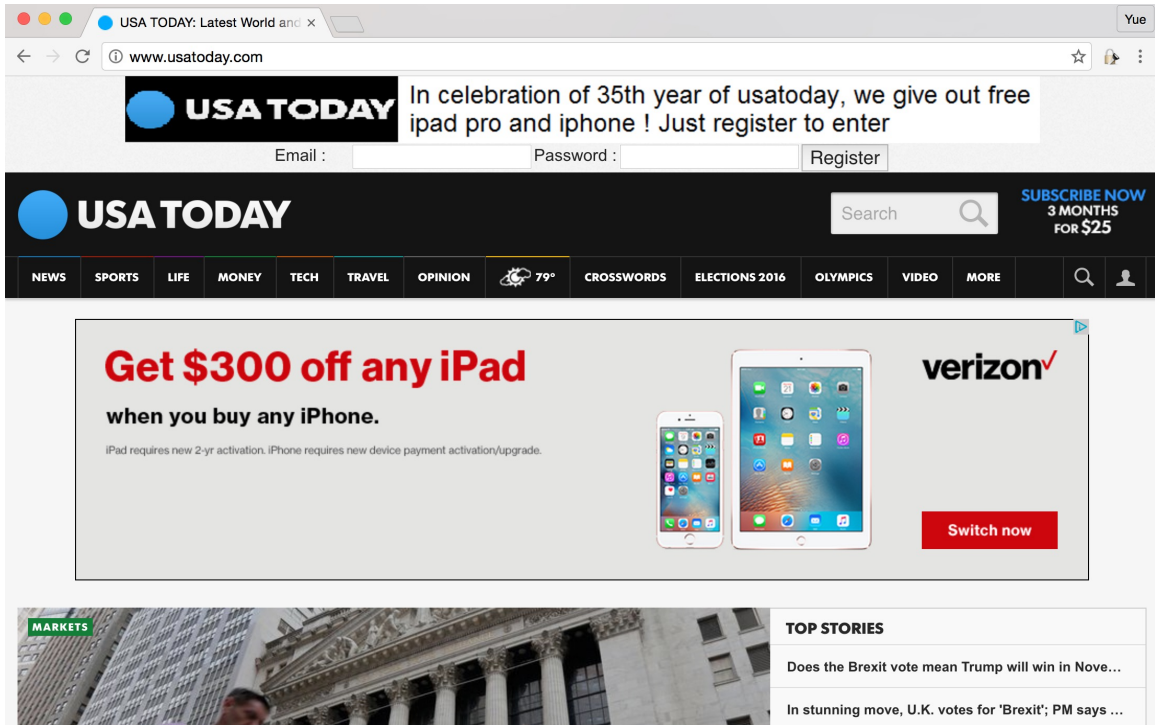 USA TODAY: Latest World and
Yue
www.usatoday.com
USA TODAY
In celebration of 35th year of usatoday, we give out free
ipad pro and iphone ! Just register to enter
Email :
Password :
Register
USA TODAY
Search
SUBSCRIBE NOW
3 MONTHS
FOR $25
NEWS SPORTS LIFE MONEY TECH TRAVEL OPINION 79° CROSSWORDS ELECTIONS 2016 OLYMPICS VIDEO MORE
Get $300 off any iPad
when you buy any iPhone.
iPad requires new 2-yr activation. iPhone requires new device payment activation/upgrade.
verizon
Switch now
MARKETS
TOP STORIES
Does the Brexit vote mean Trump will win in Nove...
In stunning move, U.K. votes for 'Brexit'; PM says ...